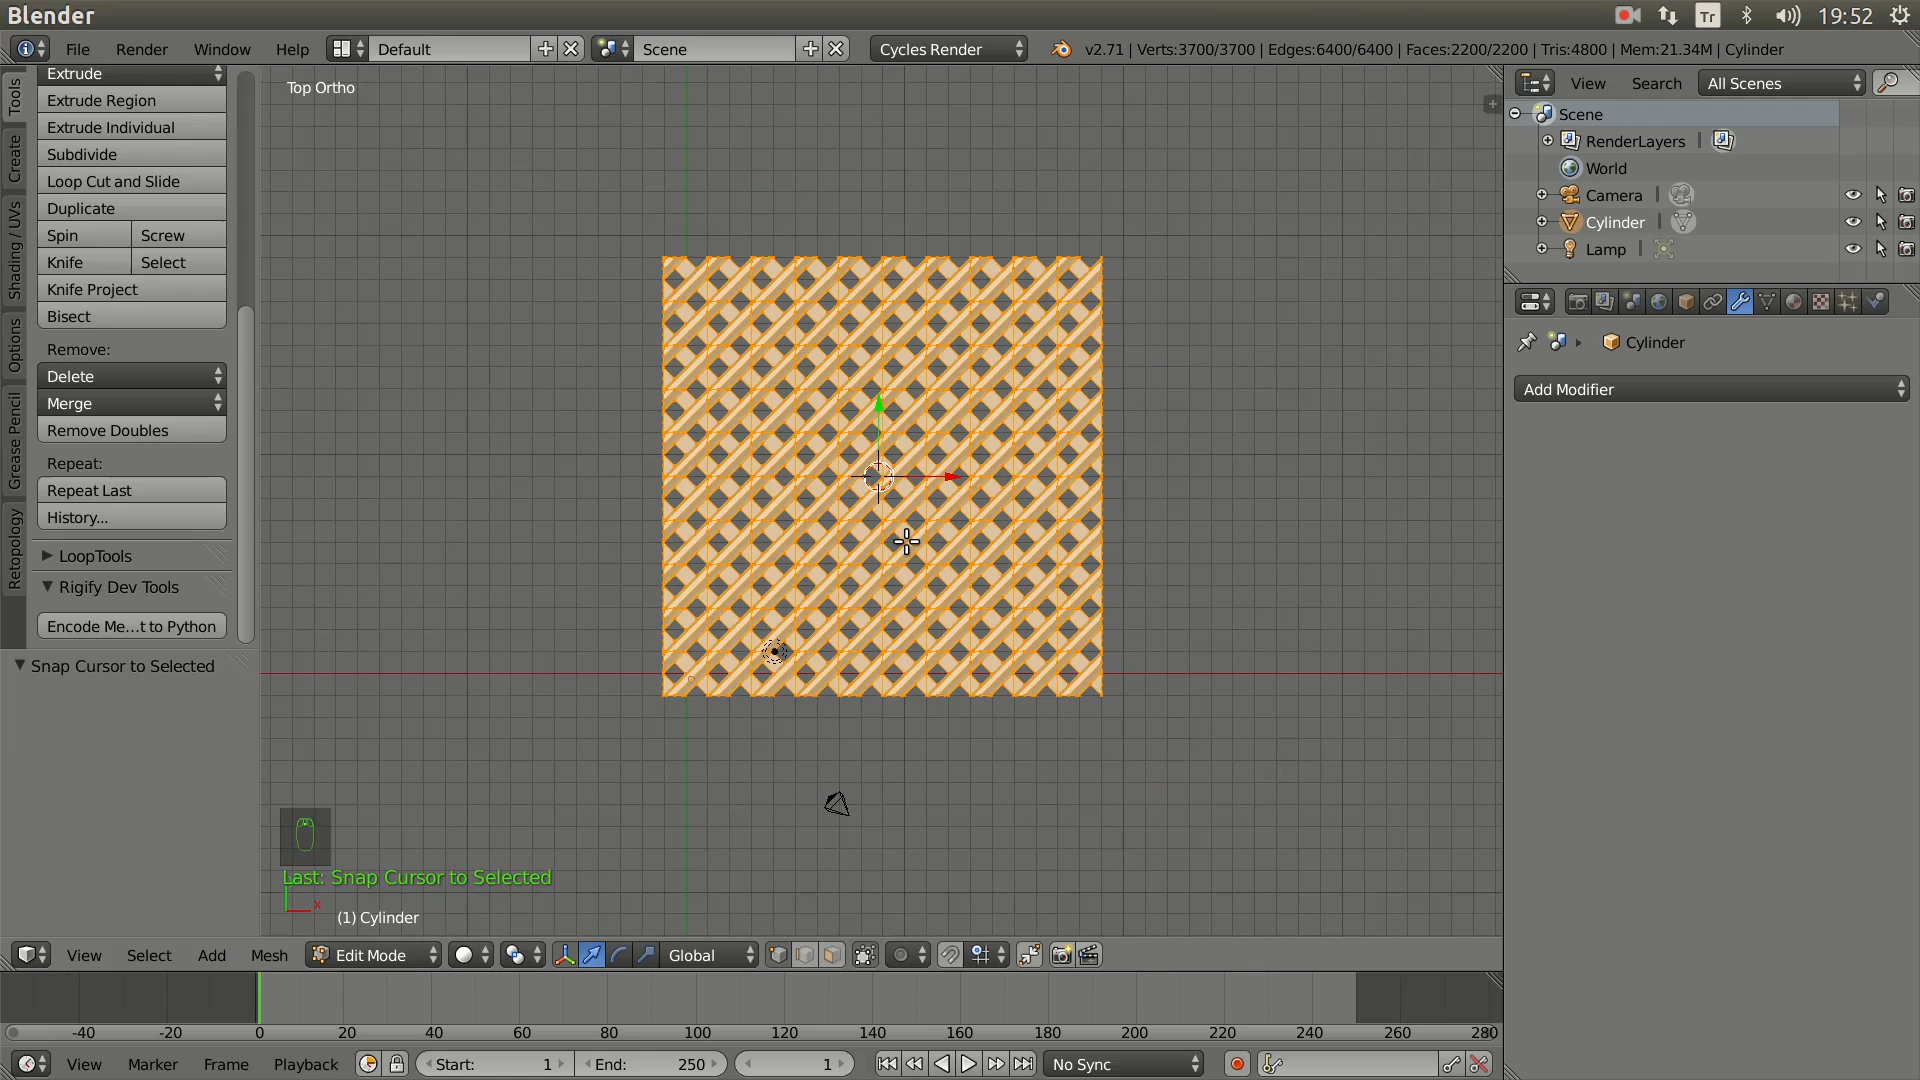 Blender
Tr
19:52
File
Render
Window
Help
Default
Scene
Cycles Render
v2.71 | Verts:3700/3700 | Edges:6400/6400 | Faces:2200/2200 | Tris:4800 | Mem:21.34M | Cylinder
Tools
Create
Shading / UVs
Options
Grease Pencil
Retopology
Extrude
Extrude Region
Extrude Individual
Subdivide
Loop Cut and Slide
Duplicate
Spin
Screw
Knife
Select
Knife Project
Bisect
Remove:
Delete
Merge
Remove Doubles
Repeat:
Repeat Last
History...
LoopTools
Rigify Dev Tools
Encode Me...t to Python
Snap Cursor to Selected
Top Ortho
Last: Snap Cursor to Selected
x
(1) Cylinder
View
Search
All Scenes
Scene
RenderLayers
World
Camera
Cylinder
Lamp
Cylinder
Add Modifier
View
Select
Add
Mesh
Edit Mode
Global
-40
-20
0
20
40
60
80
100
120
140
160
180
200
220
240
260
280
View
Marker
Frame
Playback
Start: 1
End: 250
1
No Sync